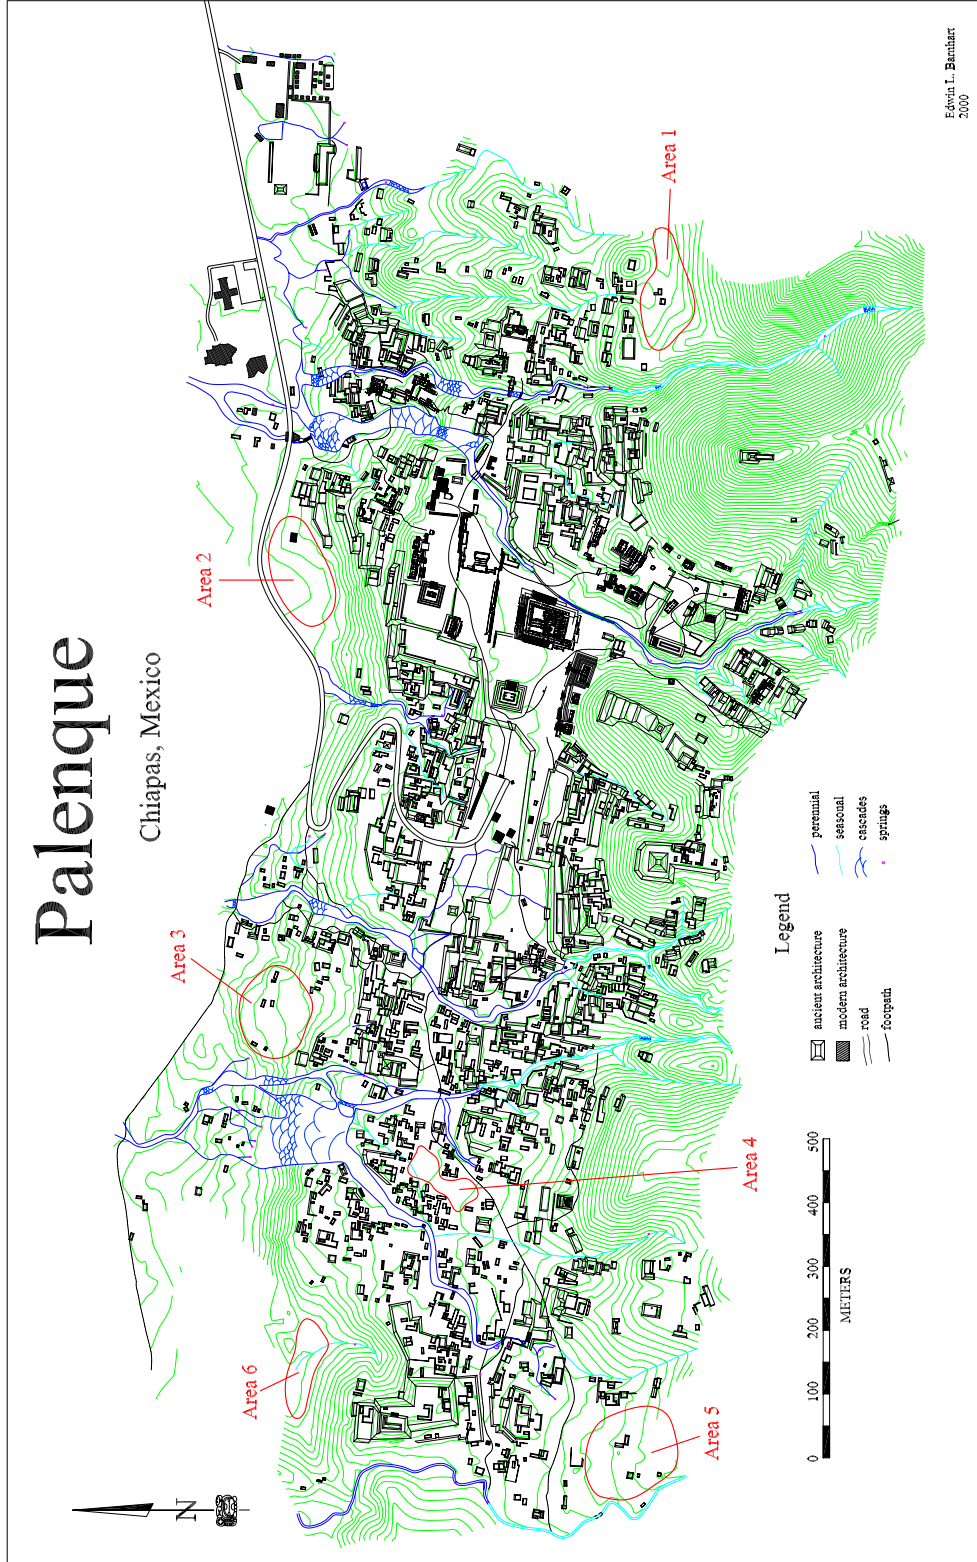 Palenque
Chiapas, Mexico
Edwin L. Barnhart
2000
Area 1
Area 2
Area 3
Area 4
Area 5
Area 6
N
Legend
ancient architecture
modern architecture
road
footpath
perennial
seasonal
cascades
springs
0 100 200 300 400 500
METERS